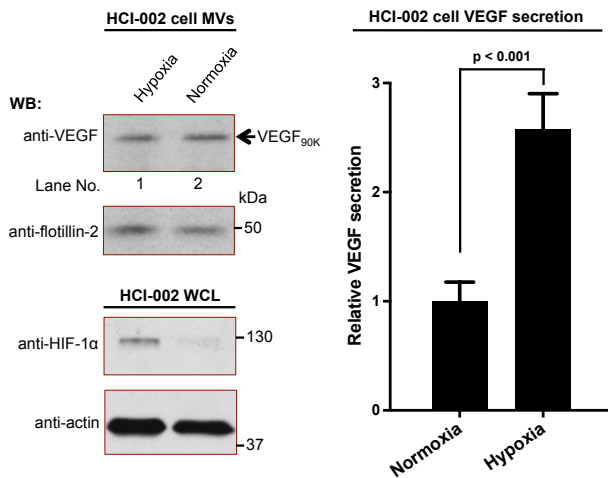 HCI-002 cell MVs
Hypoxia
Normoxia
WB:
anti-VEGF
VEGF90K
Lane No. 1 2
kDa
anti-flotillin-2
50
HCI-002 WCL
anti-HIF-1α
130
anti-actin
37
HCI-002 cell VEGF secretion
p < 0.001
Relative VEGF secretion
3
2
1
0
Normoxia
Hypoxia